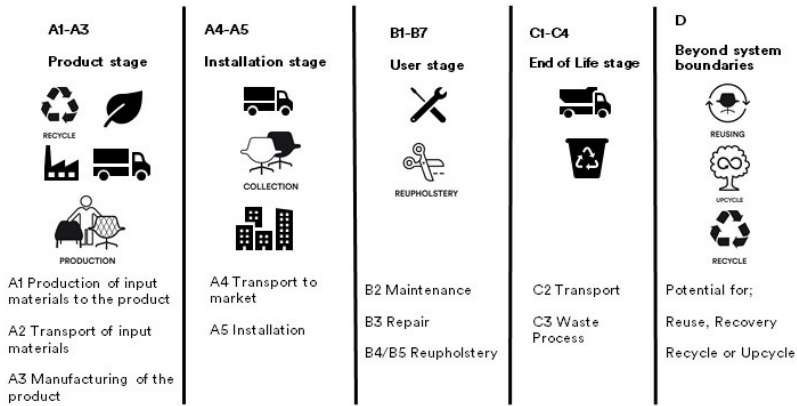 A1-A3
Product stage
RECYCLE
PRODUCTION
A1 Production of input
materials to the product
A2 Transport of input
materials
A3 Manufacturing of the
product
A4-A5
Installation stage
COLLECTION
A4 Transport to
market
A5 Installation
B1-B7
User stage
REUPHOLSTERY
B2 Maintenance
B3 Repair
B4/B5 Reupholstery
C1-C4
End of Life stage
C2 Transport
C3 Waste
Process
D
Beyond system
boundaries
REUSING
UPCYCLE
RECYCLE
Potential for;
Reuse, Recovery
Recycle or Upcycle